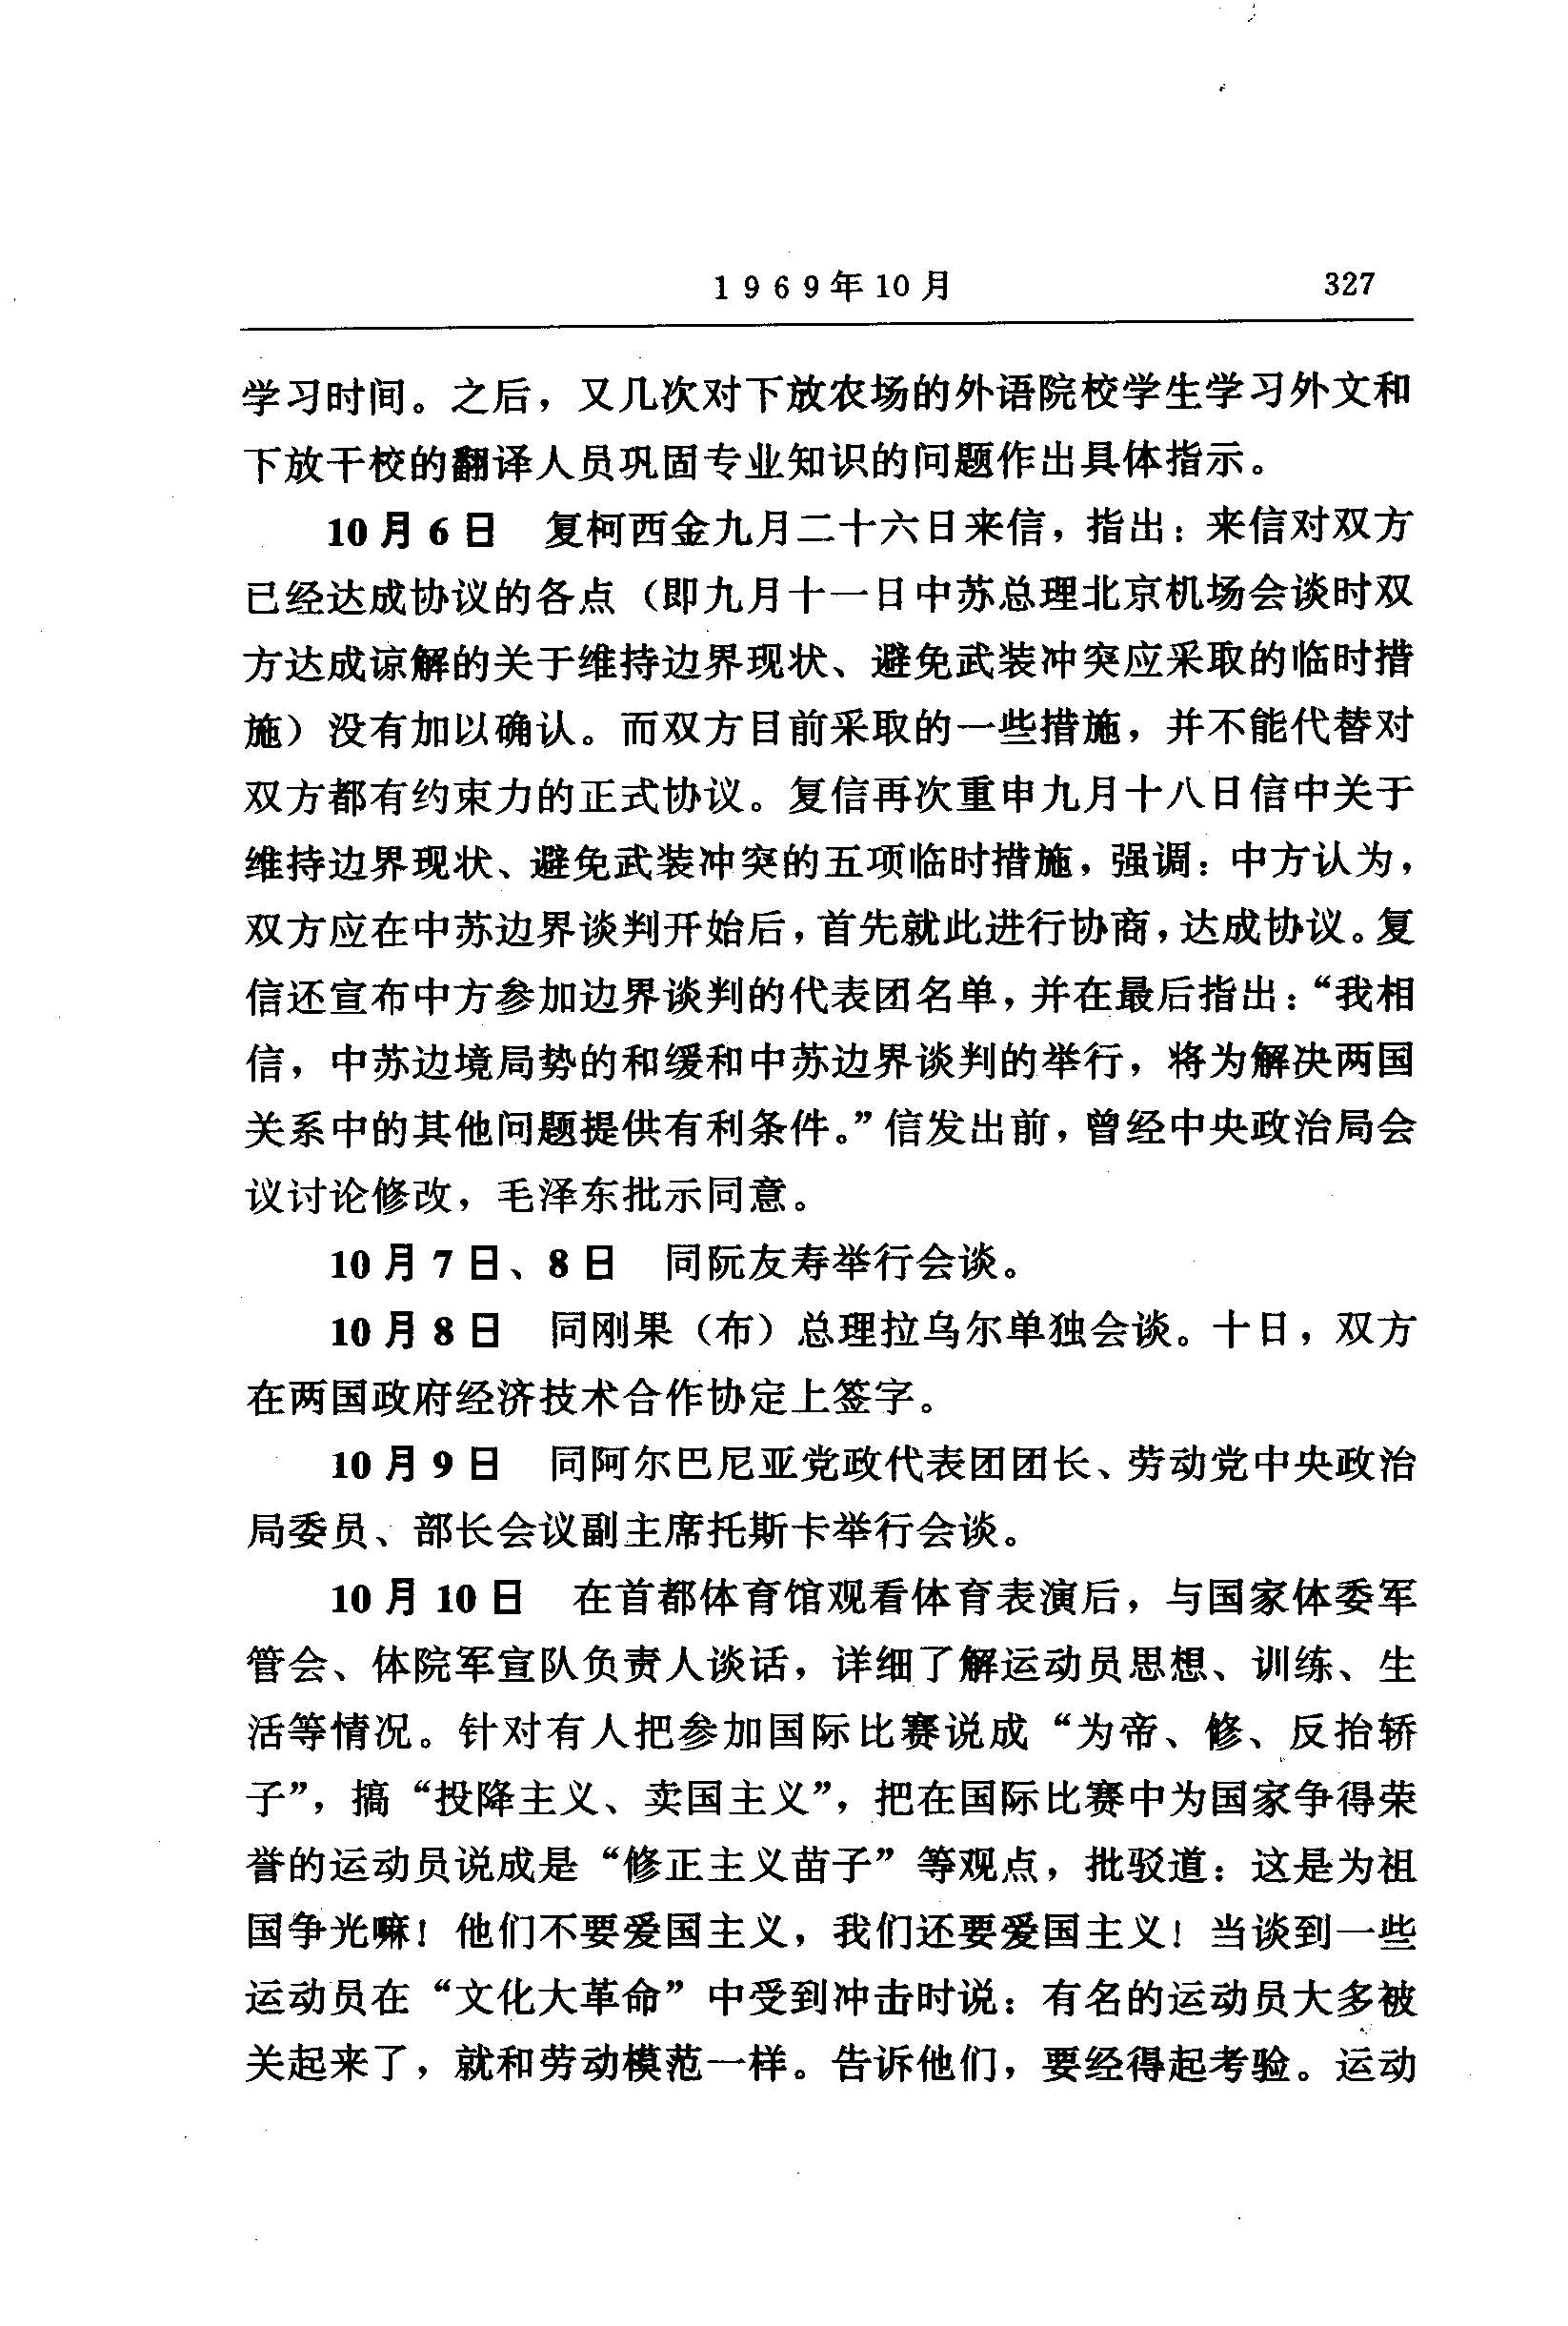 1969年10月 327
学习时间。之后，又几次对下放农场的外语院校学生学习外文和
下放干校的翻译人员巩固专业知识的问题作出具体指示。
10月6日 复柯西金九月二十六日来信，指出：来信对双方
已经达成协议的各点（即九月十一日中苏总理北京机场会谈时双
方达成谅解的关于维持边界现状、避免武装冲突应采取的临时措
施）没有加以确认。而双方目前采取的一些措施，并不能代替对
双方都有约束力的正式协议。复信再次重申九月十八日信中关于
维持边界现状、避免武装冲突的五项临时措施，强调：中方认为，
双方应在中苏边界谈判开始后，首先就此进行协商，达成协议。复
信还宣布中方参加边界谈判的代表团名单，并在最后指出：“我相
信，中苏边境局势的和缓和中苏边界谈判的举行，将为解决两国
关系中的其他问题提供有利条件。”信发出前，曾经中央政治局会
议讨论修改，毛泽东批示同意。
10月7日、8日 同阮友寿举行会谈。
10月8日 同刚果（布）总理拉乌尔单独会谈。十日，双方
在两国政府经济技术合作协定上签字。
10月9日 同阿尔巴尼亚党政代表团团长、劳动党中央政治
局委员、部长会议副主席托斯卡举行会谈。
10月10日 在首都体育馆观看体育表演后，与国家体委军
管会、体院军宣队负责人谈话，详细了解运动员思想、训练、生
活等情况。针对有人把参加国际比赛说成“为帝、修、反抬轿
子”，搞“投降主义、卖国主义”，把在国际比赛中为国家争得荣
誉的运动员说成是“修正主义苗子”等观点，批驳道：这是为祖
国争光嘛！他们不要爱国主义，我们还要爱国主义！当谈到一些
运动员在“文化大革命”中受到冲击时说：有名的运动员大多被
关起来了，就和劳动模范一样。告诉他们，要经得起考验。运动